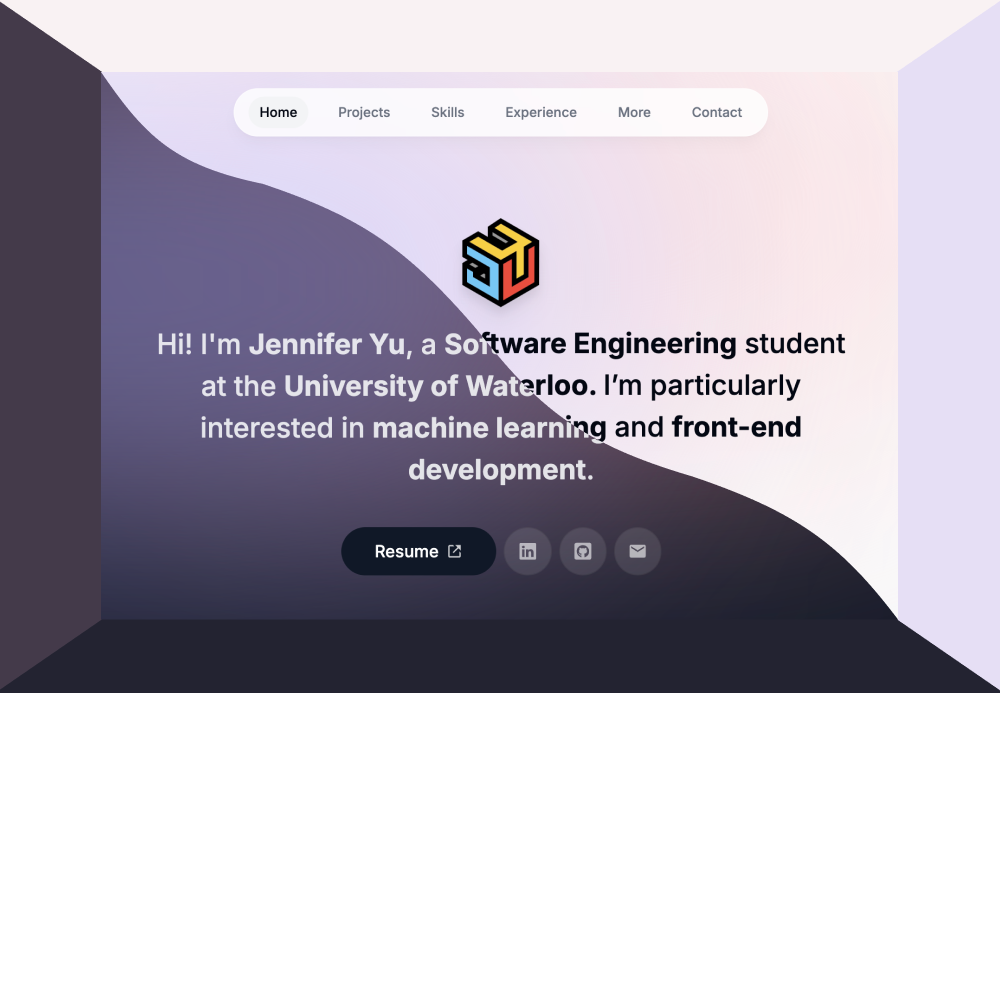 Home Projects Skills Experience More Contact
Hi! I'm Jennifer Yu, a Software Engineering student
at the University of Waterloo. I’m particularly
interested in machine learning and front-end
development.
Resume